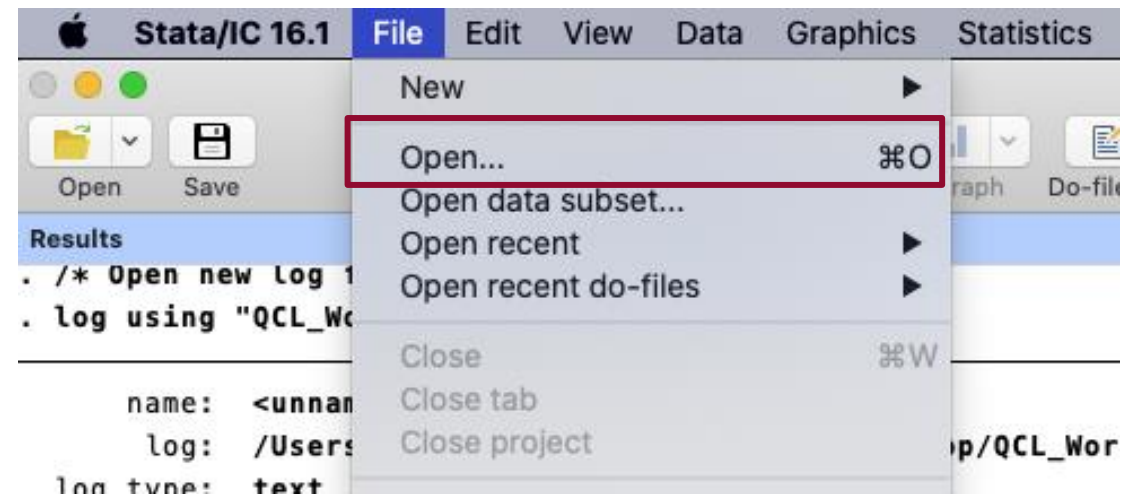 Stata/IC 16.1 File Edit View Data Graphics Statistics
New
Open... ⌘O
Open data subset...
Open recent
Open recent do-files
Close ⌘W
Close tab
Close project
Open Save raph Do-file
Results
. /* Open new log
. log using "QCL_Wo
name: <unnam
log: /Users p/QCL_Wor
log type: text